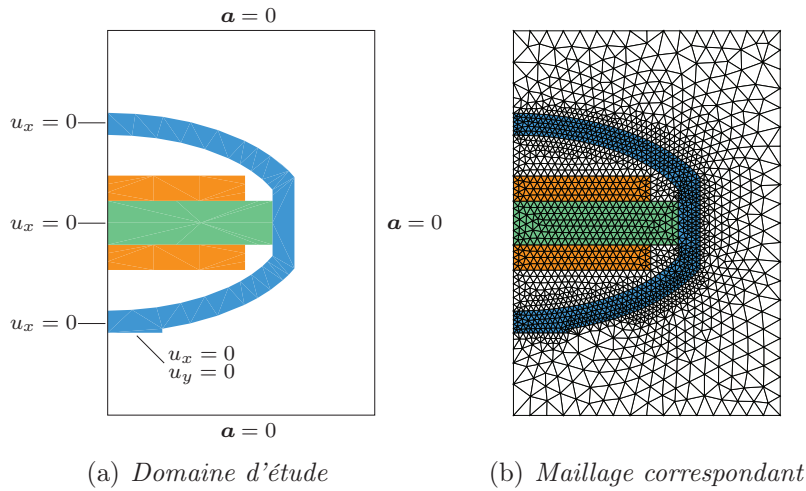 a = 0
u_x = 0
u_x = 0
a = 0
u_x = 0
u_x = 0
u_y = 0
a = 0
(a) Domaine d'étude
(b) Maillage correspondant